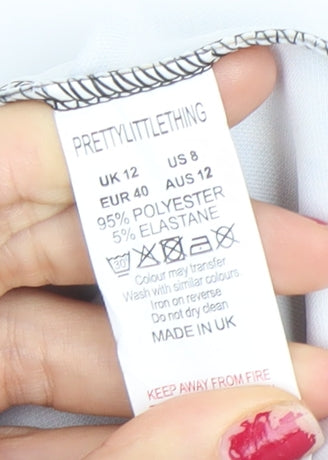 PRETTYLITTLETHING
UK 12 US 8
EUR 40 AUS 12
95% POLYESTER
5% ELASTANE
30
Colour may transfer
Wash with similar colours.
Iron on reverse
Do not dry clean
MADE IN UK
KEEP AWAY FROM FIRE